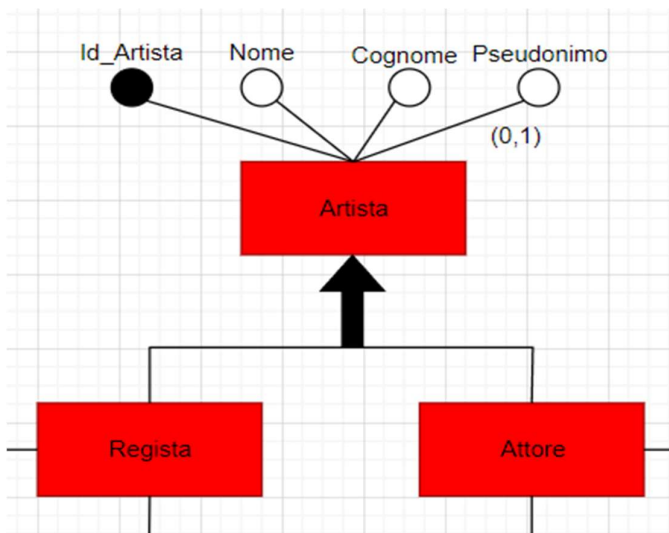 Id_Artista
Nome
Cognome
Pseudonimo
(0,1)
Artista
Regista
Attore